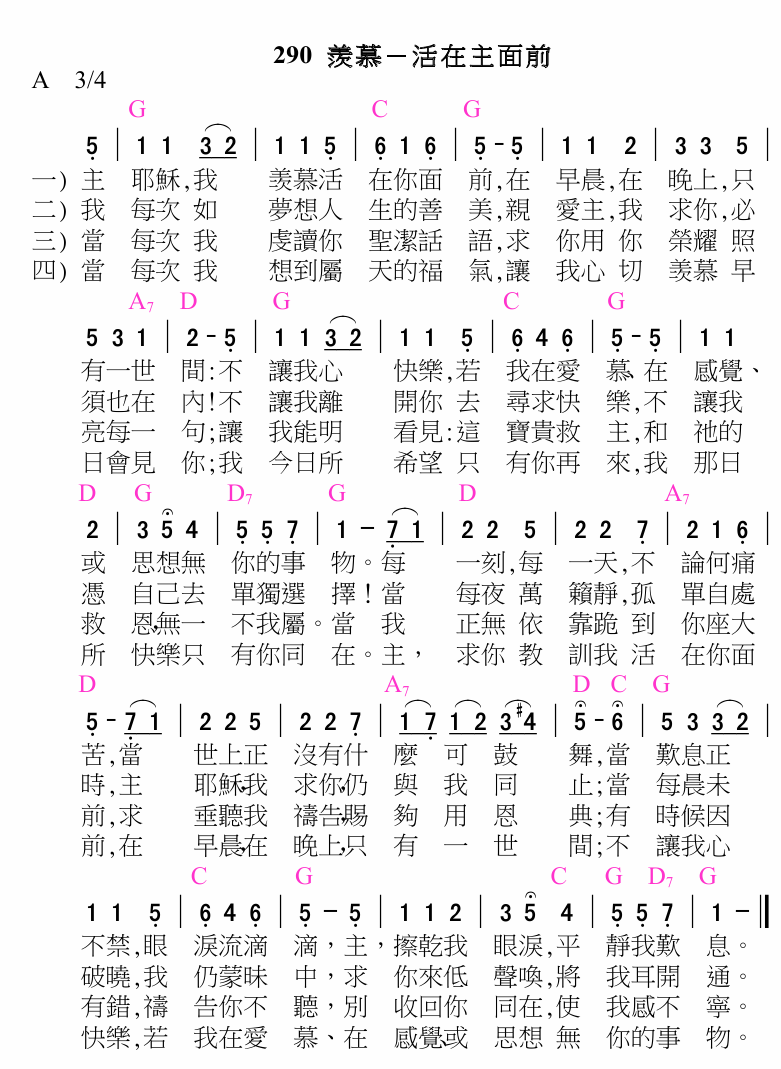 290 羨慕－活在主面前
A 3/4
G C G
5 | 1 1 3 2 | 1 1 5 | 6 1 6 | 5 - 5 | 1 1 2 | 3 3 5 |
一) 主 耶穌,我 羨慕活 在你面 前,在 早晨,在 晚上,只
二) 我 每次 如 夢想人 生的善 美,親 愛主,我 求你,必
三) 當 每次 我 虔讀你 聖潔話 語,求 你用 你 榮耀 照
四) 當 每次 我 想到屬 天的福 氣,讓 我心 切 羨慕 早
A7 D G C G
5 3 1 | 2 - 5 | 1 1 3 2 | 1 1 5 | 6 4 6 | 5 - 5 | 1 1
有一世 間:不 讓我心 快樂,若 我在愛 慕、在 感覺、
須也在 內!不 讓我離 開你 去 尋求快 樂,不 讓我
亮每一 句;讓 我能明 看見:這 寶貴救 主,和 祂的
日會見 你;我 今日所 希望 只 有你再 來,我 那日
D G D7 G D A7
2 | 3 5 4 | 5 5 7 | 1 - 7 1 | 2 2 5 | 2 2 7 | 2 1 6 |
或 思想無 你的事 物。每 一刻,每 一天,不 論何痛
憑 自己去 單獨選 擇！當 每夜 萬 籟靜,孤 單自處
救 恩,無一 不我屬。當 我 正無 依 靠跪 到 你座大
所 快樂只 有你同 在。主， 求你 教 訓我 活 在你面
D A7 D C G
5 - 7 1 | 2 2 5 | 2 2 7 | 1 7 1 2 3 #4 | 5 - 6 | 5 3 3 2 |
苦,當 世上正 沒有什 麼 可 鼓 舞,當 歎息正
時,主 耶穌,我 求你,仍 與 我 同 止;當 每晨未
前,求 垂聽我 禱告,賜 夠 用 恩 典;有 時候因
前,在 早晨,在 晚上,只 有 一 世 間;不 讓我心
C G C G D7 G
1 1 5 | 6 4 6 | 5 - 5 | 1 1 2 | 3 5 4 | 5 5 7 | 1 - ‖
不禁,眼 淚流滴 滴，主， 擦乾我 眼淚,平 靜我歎 息。
破曉,我 仍蒙昧 中，求 你來低 聲喚,將 我耳開 通。
有錯,禱 告你不 聽，別 收回你 同在,使 我感不 寧。
快樂,若 我在愛 慕、在 感覺、或 思想 無 你的事 物。